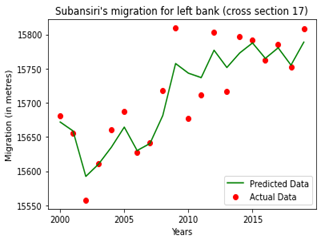 Subansiri's migration for left bank (cross section 17)
Migration (in metres)
15800
15750
15700
15650
15600
15550
2000
2005
2010
2015
Years
Predicted Data
Actual Data